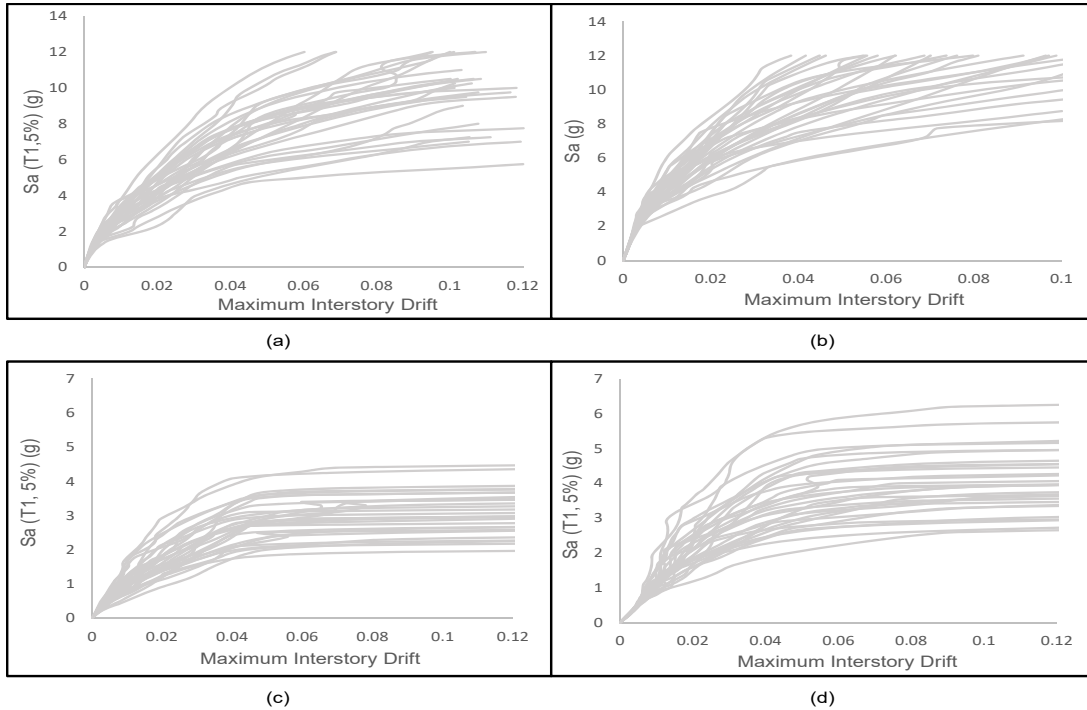 14
12
10
8
6
4
2
0
Sa (T1,5%) (g)
0 0.02 0.04 0.06 0.08 0.1 0.12
Maximum Interstory Drift
(a)
14
12
10
8
6
4
2
0
Sa (g)
0 0.02 0.04 0.06 0.08 0.1
Maximum Interstory Drift
(b)
7
6
5
4
3
2
1
0
Sa (T1, 5%) (g)
0 0.02 0.04 0.06 0.08 0.1 0.12
Maximum Interstory Drift
(c)
7
6
5
4
3
2
1
0
Sa (T1, 5%) (g)
0 0.02 0.04 0.06 0.08 0.1 0.12
Maximum Interstory Drift
(d)